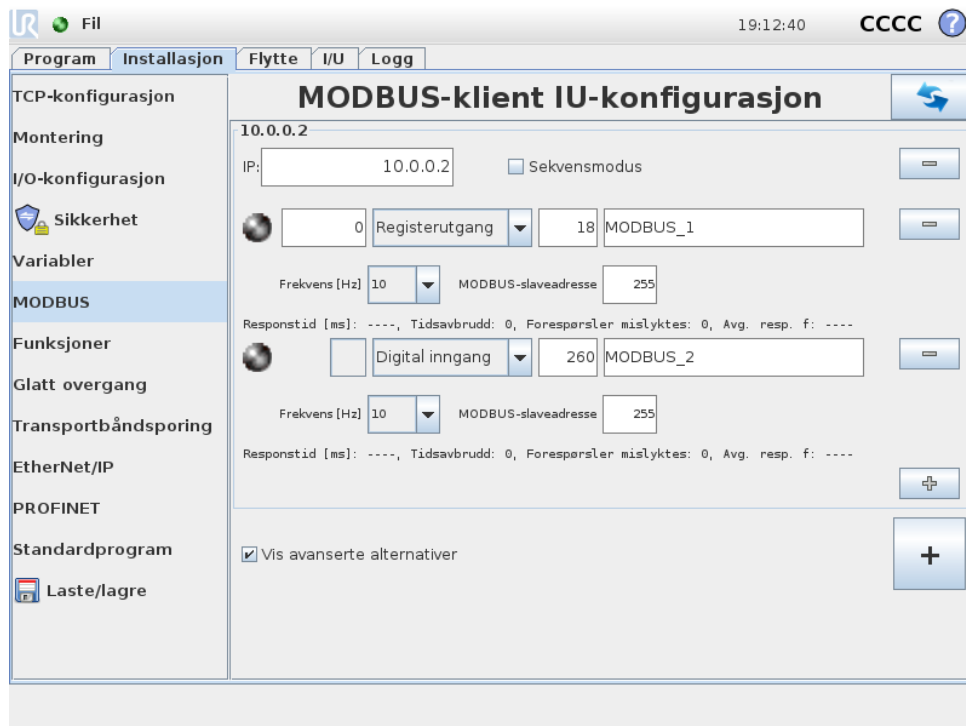 UR Fil 19:12:40 CCCC ?
Program Installasjon Flytte I/U Logg
TCP-konfigurasjon
Montering
I/O-konfigurasjon
Sikkerhet
Variabler
MODBUS
Funksjoner
Glatt overgang
Transportbåndsporing
EtherNet/IP
PROFINET
Standardprogram
Laste/lagre
MODBUS-klient IU-konfigurasjon
10.0.0.2
IP: 10.0.0.2 Sekvensmodus
0 Registerutgang 18 MODBUS_1
Frekvens [Hz] 10 MODBUS-slaveadresse 255
Responstid [ms]: ----, Tidsavbrudd: 0, Forespørsler mislyktes: 0, Avg. resp. f: ----
Digital inngang 260 MODBUS_2
Frekvens [Hz] 10 MODBUS-slaveadresse 255
Responstid [ms]: ----, Tidsavbrudd: 0, Forespørsler mislyktes: 0, Avg. resp. f: ----
Vis avanserte alternativer